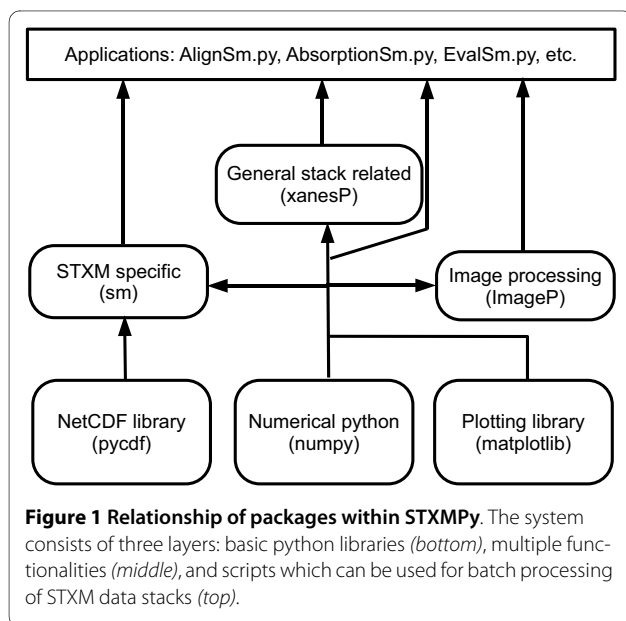 Applications: AlignSm.py, AbsorptionSm.py, EvalSm.py, etc.
General stack related
(xanesP)
STXM specific
(sm)
Image processing
(ImageP)
NetCDF library
(pycdf)
Numerical python
(numpy)
Plotting library
(matplotlib)
Figure 1 Relationship of packages within STXMPy. The system
consists of three layers: basic python libraries (bottom), multiple func-
tionalities (middle), and scripts which can be used for batch processing
of STXM data stacks (top).